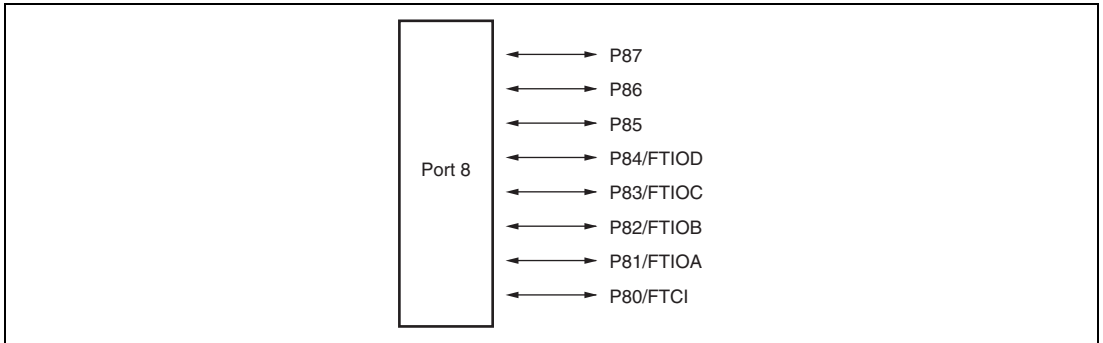 P87
P86
P85
P84/FTIOD
Port 8
P83/FTIOC
P82/FTIOB
P81/FTIOA
P80/FTCI